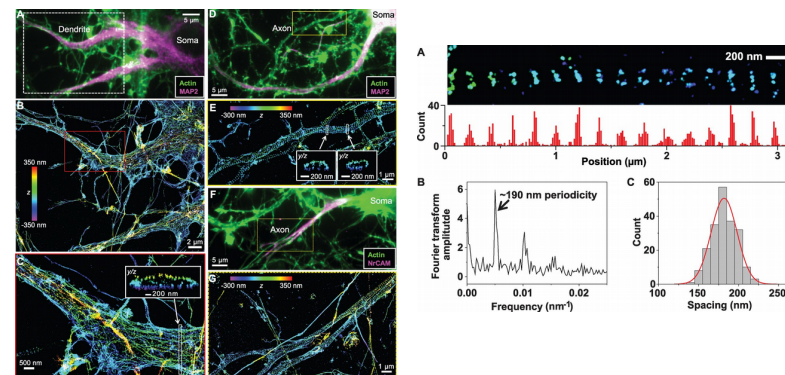 A
5 μm
Dendrite
Soma
Actin
MAP2
B
350 nm
z
-350 nm
2 μm
C
y/z
200 nm
500 nm
D
Axon
Soma
5 μm
Actin
MAP2
E
-300 nm z 350 nm
y/z
200 nm
y/z
200 nm
1 μm
F
Soma
Axon
5 μm
Actin
NrCAM
G
-300 nm z 350 nm
1 μm
A
200 nm
Count
40
20
0
0 1 2 3
Position (μm)
B
Fourier transform
amplitutde
6
4
2
0
~190 nm periodicity
0.00 0.01 0.02
Frequency (nm⁻¹)
C
Count
60
40
20
0
100 150 200 250
Spacing (nm)